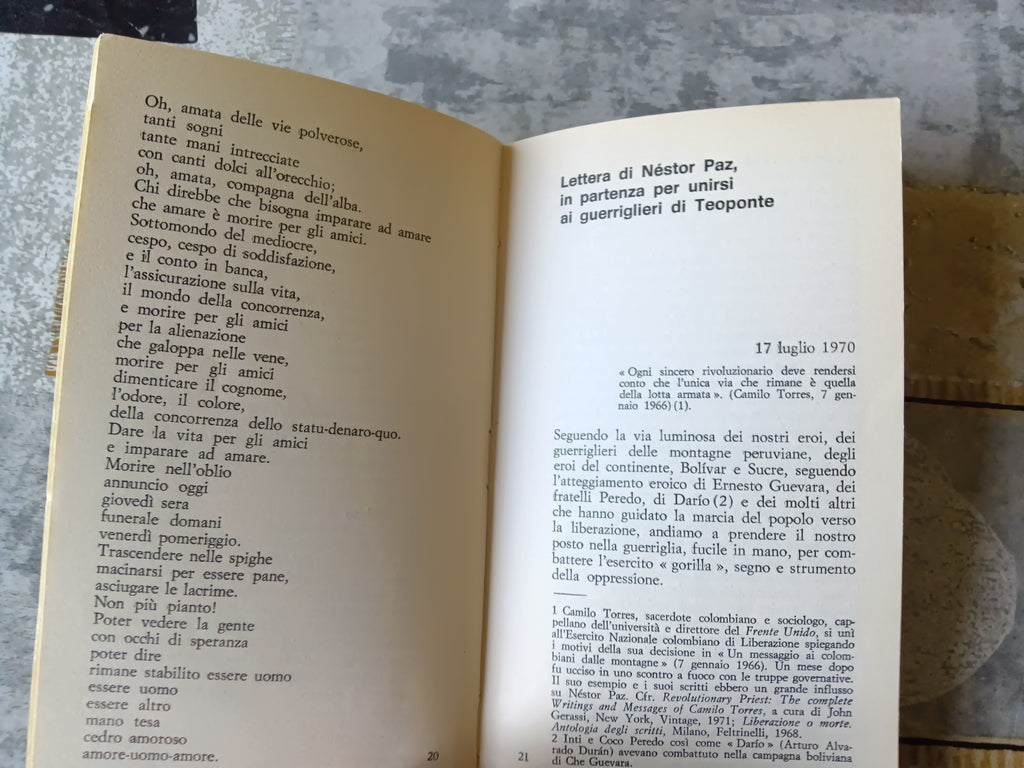 Oh, amata delle vie polverose,
tanti sogni
tante mani intrecciate
con canti dolci all'orecchio;
oh, amata, compagna dell'alba.
Chi direbbe che bisogna imparare ad amare
che amare è morire per gli amici.
Sottomondo del mediocre,
cespo, cespo di soddisfazione,
e il conto in banca,
l'assicurazione sulla vita,
il mondo della concorrenza,
e morire per gli amici
per la alienazione
che galoppa nelle vene,
morire per gli amici
dimenticare il cognome,
l'odore, il colore,
della concorrenza dello statu-denaro-quo.
Dare la vita per gli amici
e imparare ad amare.
Morire nell'oblio
annuncio oggi
giovedì sera
funerale domani
venerdì pomeriggio.
Trascendere nelle spighe
macinarsi per essere pane,
asciugare le lacrime.
Non più pianto!
Poter vedere la gente
con occhi di speranza
poter dire
rimane stabilito essere uomo
essere uomo
essere altro
mano tesa
cedro amoroso
amore-uomo-amore.
20
Lettera di Néstor Paz,
in partenza per unirsi
ai guerriglieri di Teoponte
17 luglio 1970
« Ogni sincero rivoluzionario deve rendersi
conto che l'unica via che rimane è quella
della lotta armata ». (Camilo Torres, 7 gen-
naio 1966) (1).
Seguendo la via luminosa dei nostri eroi, dei
guerriglieri delle montagne peruviane, degli
eroi del continente, Bolívar e Sucre, seguendo
l'atteggiamento eroico di Ernesto Guevara, dei
fratelli Peredo, di Darío (2) e dei molti altri
che hanno guidato la marcia del popolo verso
la liberazione, andiamo a prendere il nostro
posto nella guerriglia, fucile in mano, per com-
battere l'esercito « gorilla », segno e strumento
della oppressione.
1 Camilo Torres, sacerdote colombiano e sociologo, cap-
pellano dell'università e direttore del Frente Unido, si unì
all'Esercito Nazionale colombiano di Liberazione spiegando
i motivi della sua decisione in « Un messaggio ai colom-
biani dalle montagne » (7 gennaio 1966). Un mese dopo
fu ucciso in uno scontro a fuoco con le truppe governative.
Il suo esempio e i suoi scritti ebbero un grande influsso
su Néstor Paz. Cfr. Revolutionary Priest: The complete
Writings and Messages of Camilo Torres, a cura di John
Gerassi, New York, Vintage, 1971; Liberazione o morte.
Antologia degli scritti, Milano, Feltrinelli, 1968.
2 Inti e Coco Peredo così come « Darío » (Arturo Alva-
rado Durán) avevano combattuto nella campagna boliviana
di Che Guevara.
21